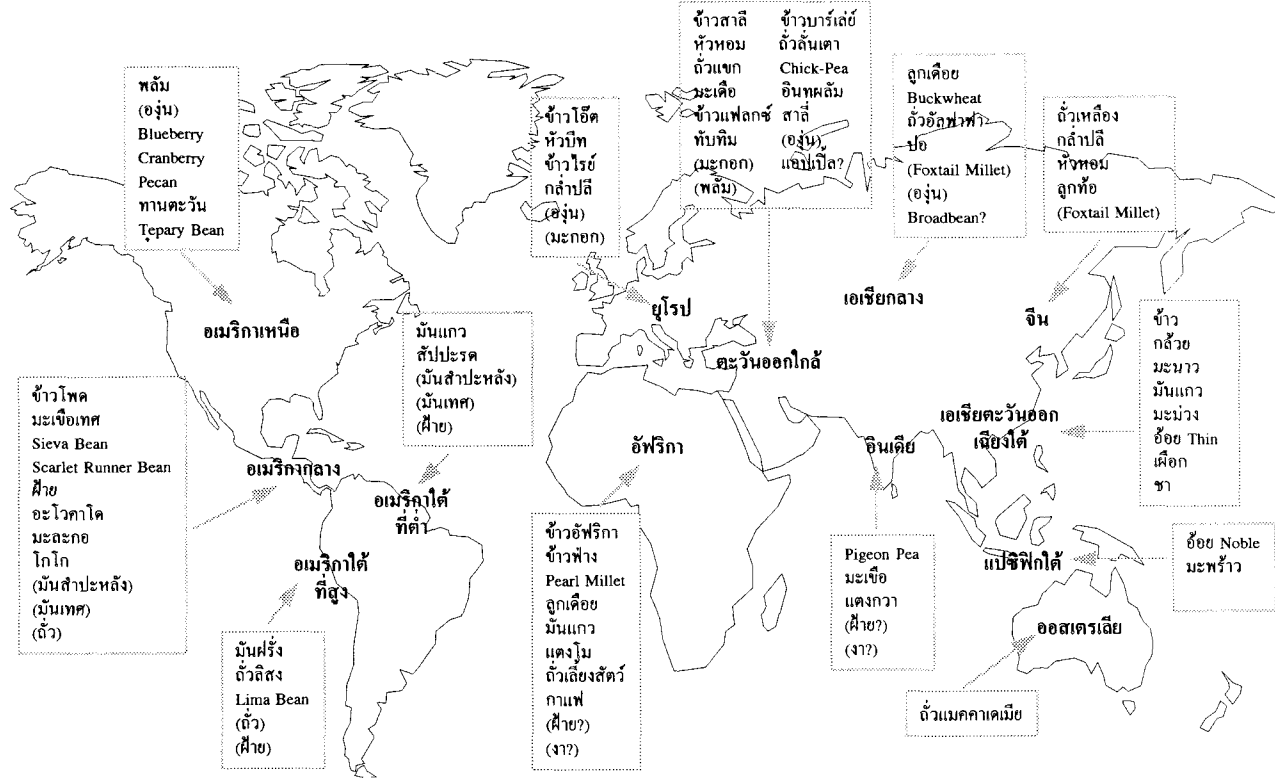 พลัม
(องุ่น)
Blueberry
Cranberry
Pecan
ทานตะวัน
Tepary Bean
อเมริกาเหนือ
ข้าวโอ๊ต
หัวบีท
ข้าวไรย์
กล่ำปลี
(องุ่น)
(มะกอก)
ยุโรป
ข้าวสาลี ข้าวบาร์เล่ย์
หัวหอม ถั่วลั่นเตา
ถั่วแขก Chick-Pea
มะเดือ อินทผลัม
ข้าวแฟลกซ์ สาลี่
ทับทิม (องุ่น)
(มะกอก) แอปเปิ้ล?
(พลัม)
ตะวันออกใกล้
ลูกเดือย
Buckwheat
ถั่วอัลฟาฟา
ปอ
(Foxtail Millet)
(องุ่น)
Broadbean?
เอเซียกลาง
ถั่วเหลือง
กล่ำปลี
หัวหอม
ลูกท้อ
(Foxtail Millet)
จีน
ข้าวโพด
มะเขือเทศ
Sieva Bean
Scarlet Runner Bean
ฝ้าย
อะโวคาโด
มะละกอ
โกโก
(มันสำปะหลัง)
(มันเทศ)
(ถั่ว)
อเมริกากลาง
มันแกว
สัปปะรด
(มันสำปะหลัง)
(มันเทศ)
(ฝ้าย)
อเมริกาใต้
ที่ต่ำ
อเมริกาใต้
ที่สูง
มันฝรั่ง
ถั่วลิสง
Lima Bean
(ถั่ว)
(ฝ้าย)
อัฟริกา
ข้าวอัฟริกา
ข้าวฟ่าง
Pearl Millet
ลูกเดือย
มันแกว
แตงโม
ถั่วเลี้ยงสัตว์
กาแฟ
(ฝ้าย?)
(งา?)
อินเดีย
Pigeon Pea
มะเขือ
แตงกวา
(ฝ้าย?)
(งา?)
เอเชียตะวันออก
เฉียงใต้
ข้าว
กล้วย
มะนาว
มันแกว
มะม่วง
อ้อย Thin
เผือก
ชา
แปซิฟิกใต้
อ้อย Noble
มะพร้าว
ออสเตรเลีย
ถั่วแมคคาเดเมีย